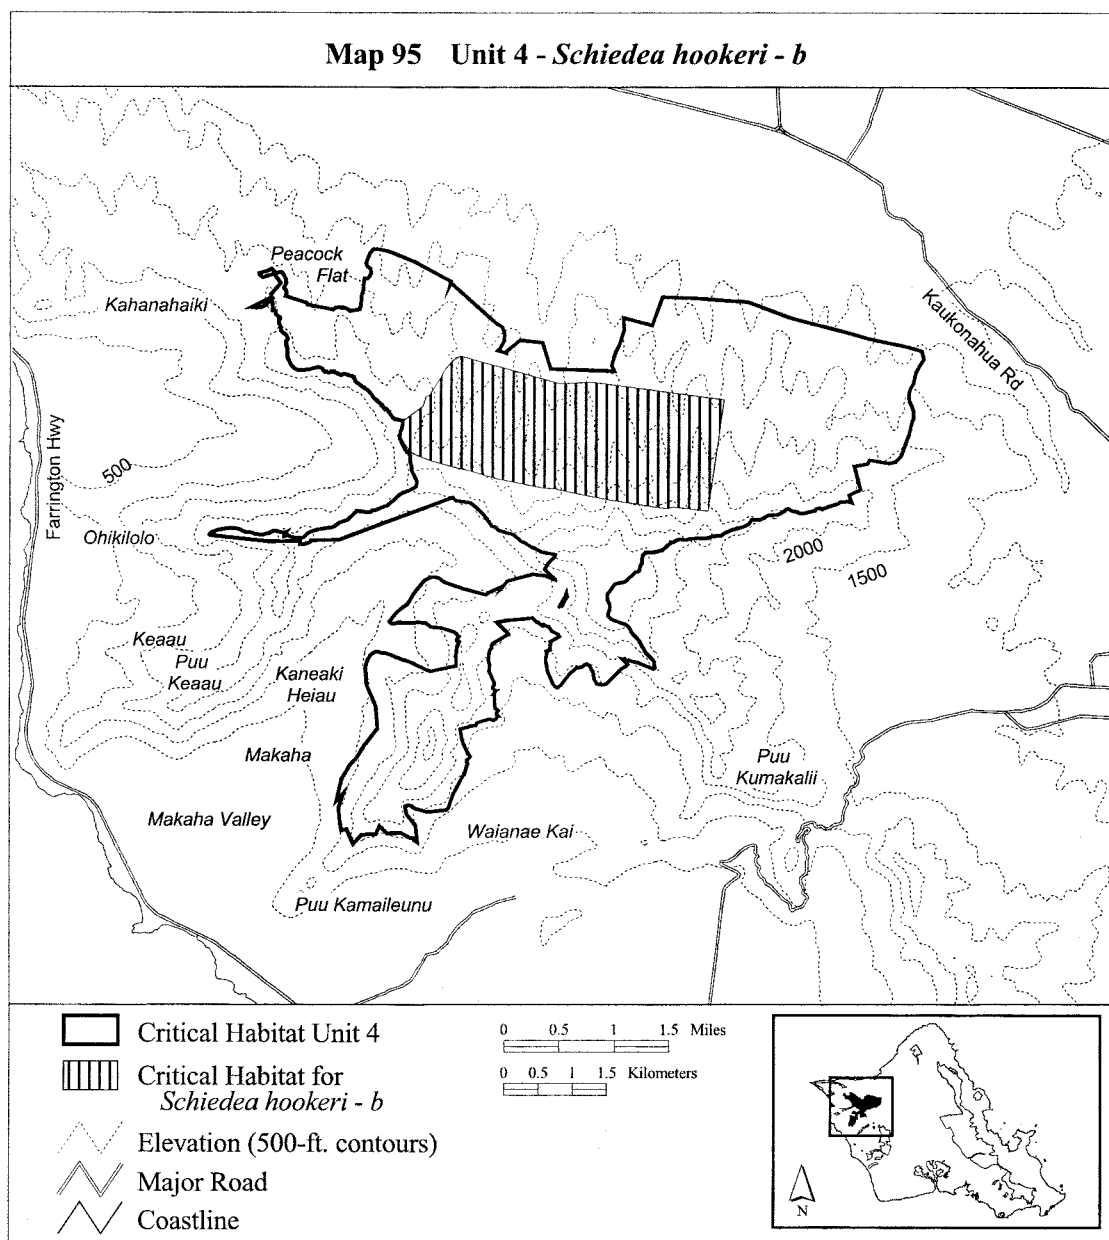 Map 95 Unit 4 - Schiedea hookeri - b
Peacock
Flat
Kahanahaiki
Kaukonahua Rd
Farrington Hwy
500
Ohikilolo
2000
1500
Keaau
Puu
Keaau
Kaneaki
Heiau
Makaha
Puu
Kumakalii
Makaha Valley
Waianae Kai
Puu Kamaileunu
Critical Habitat Unit 4
Critical Habitat for
Schiedea hookeri - b
Elevation (500-ft. contours)
Major Road
Coastline
0 0.5 1 1.5 Miles
0 0.5 1 1.5 Kilometers
N